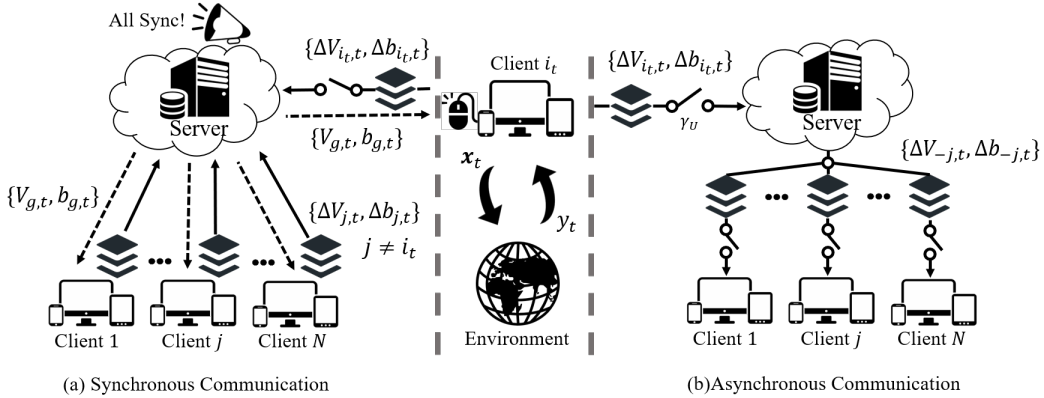 All Sync!
Server
{V_{g,t}, b_{g,t}}
{ΔV_{j,t}, Δb_{j,t}}
j ≠ i_t
Client 1
Client j
Client N
(a) Synchronous Communication
{ΔV_{i_t,t}, Δb_{i_t,t}}
{V_{g,t}, b_{g,t}}
Client i_t
x_t
y_t
Environment
{ΔV_{i_t,t}, Δb_{i_t,t}}
γ_U
Server
{ΔV_{-j,t}, Δb_{-j,t}}
Client 1
Client j
Client N
(b)Asynchronous Communication